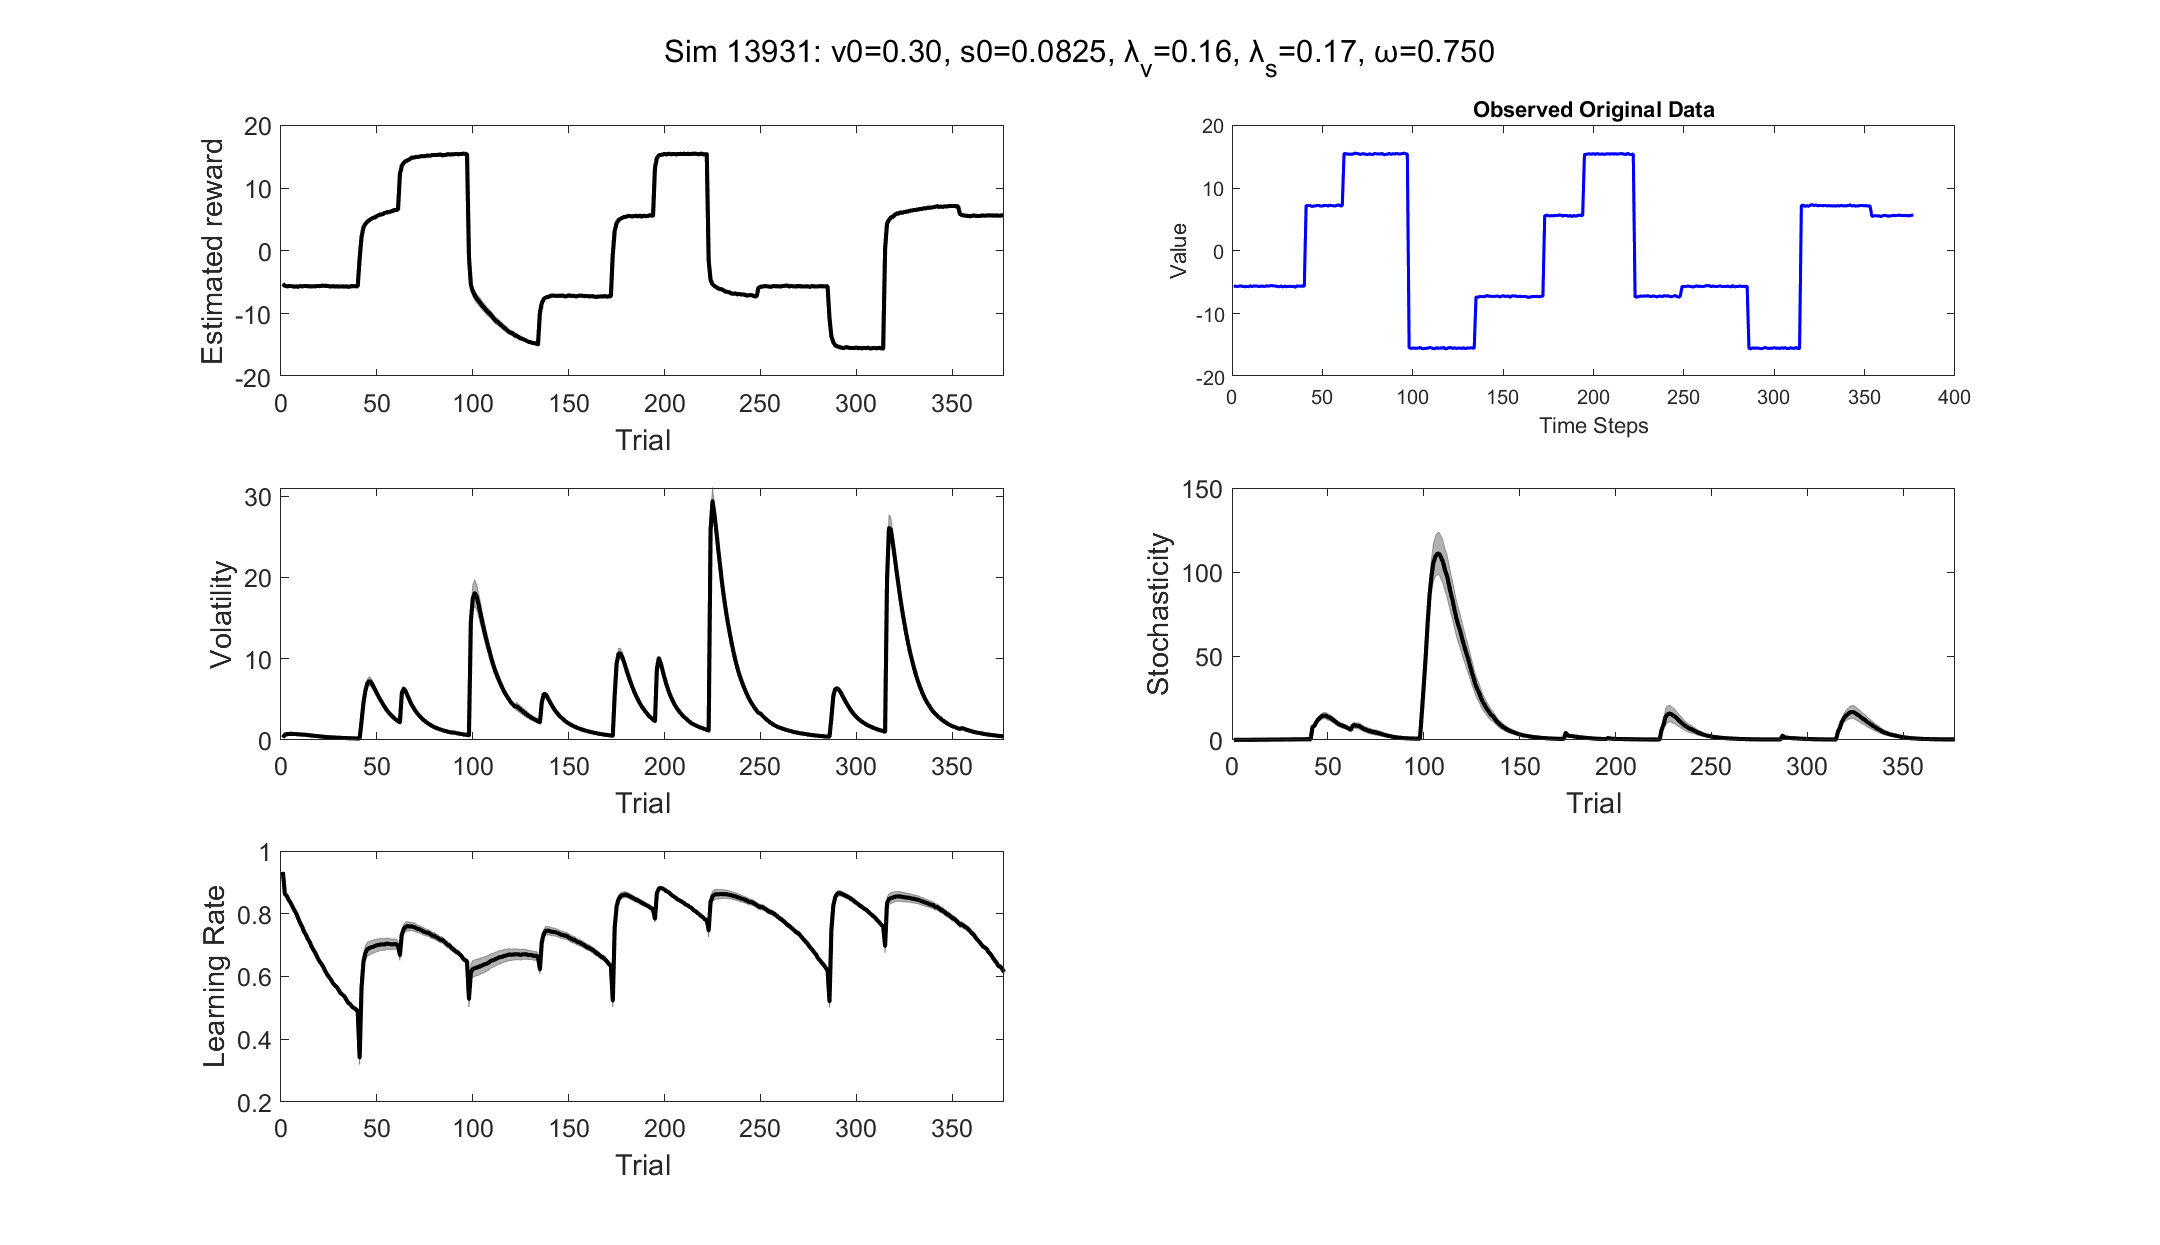 Sim 13931: v0=0.30, s0=0.0825, λv=0.16, λs=0.17, ω=0.750
20
10
0
-10
-20
Estimated reward
0 50 100 150 200 250 300 350
Trial
Observed Original Data
20
10
0
-10
-20
Value
0 50 100 150 200 250 300 350 400
Time Steps
30
20
10
0
Volatility
0 50 100 150 200 250 300 350
Trial
150
100
50
0
Stochasticity
0 50 100 150 200 250 300 350
Trial
1
0.8
0.6
0.4
0.2
Learning Rate
0 50 100 150 200 250 300 350
Trial